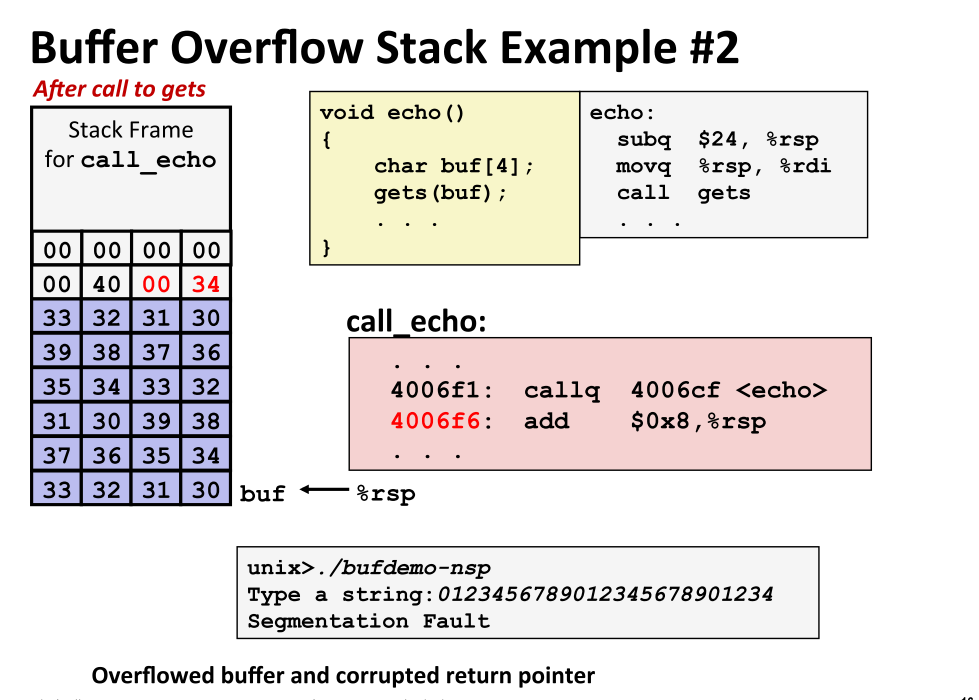 Buffer Overflow Stack Example #2
After call to gets
Stack Frame
for call_echo
00 00 00 00
00 40 00 34
33 32 31 30
39 38 37 36
35 34 33 32
31 30 39 38
37 36 35 34
33 32 31 30
buf
%rsp
void echo()
{
    char buf[4];
    gets(buf);
    . . .
}
echo:
  subq  $24, %rsp
  movq  %rsp, %rdi
  call  gets
  . . .
call_echo:
. . .
4006f1:  callq  4006cf <echo>
4006f6:  add    $0x8,%rsp
. . .
unix>./bufdemo-nsp
Type a string:0123456789012345678901234
Segmentation Fault
Overflowed buffer and corrupted return pointer